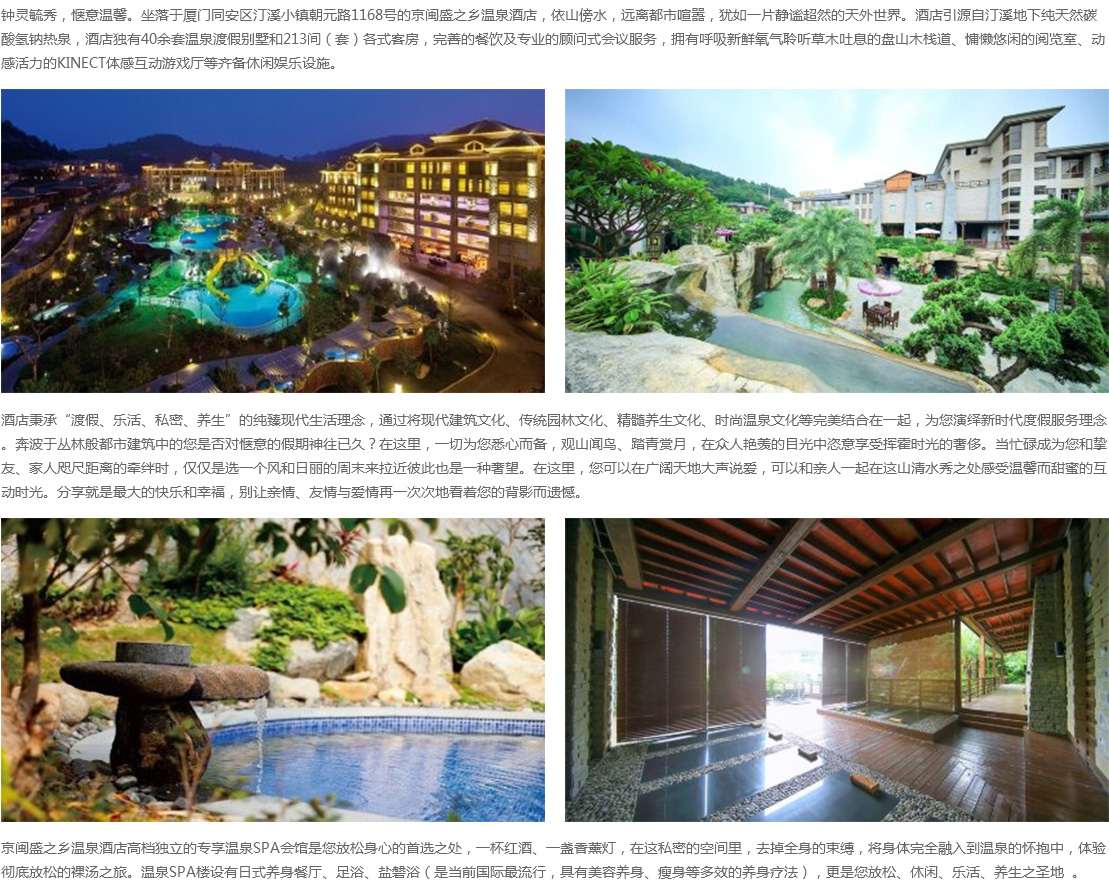 钟灵毓秀，惬意温馨。坐落于厦门同安区汀溪小镇朝元路1168号的京闽盛之乡温泉酒店，依山傍水，远离都市喧嚣，犹如一片静谧超然的天外世界。酒店引源自汀溪地下纯天然碳
酸氢钠热泉，酒店独有40余套温泉渡假别墅和213间（套）各式客房，完善的餐饮及专业的顾问式会议服务，拥有呼吸新鲜氧气聆听草木吐息的盘山木栈道、慵懒悠闲的阅览室、动
感活力的KINECT体感互动游戏厅等齐备休闲娱乐设施。
酒店秉承“渡假、乐活、私密、养生”的纯臻现代生活理念，通过将现代建筑文化、传统园林文化、精髓养生文化、时尚温泉文化等完美结合在一起，为您演绎新时代度假服务理念
。奔波于丛林般都市建筑中的您是否对惬意的假期神往已久？在这里，一切为您悉心而备，观山闻鸟、踏青赏月，在众人艳羡的目光中恣意享受挥霍时光的奢侈。当忙碌成为您和挚
友、家人咫尺距离的牵绊时，仅仅是选一个风和日丽的周末来拉近彼此也是一种奢望。在这里，您可以在广阔天地大声说爱，可以和亲人一起在这山清水秀之处感受温馨而甜蜜的互
动时光。分享就是最大的快乐和幸福，别让亲情、友情与爱情再一次次地看着您的背影而遗憾。
京闽盛之乡温泉酒店高档独立的专享温泉SPA会馆是您放松身心的首选之处，一杯红酒、一盏香薰灯，在这私密的空间里，去掉全身的束缚，将身体完全融入到温泉的怀抱中，体验
彻底放松的裸汤之旅。温泉SPA楼设有日式养身餐厅、足浴、盐磐浴（是当前国际最流行，具有美容养身、瘦身等多效的养身疗法），更是您放松、休闲、乐活、养生之圣地 。